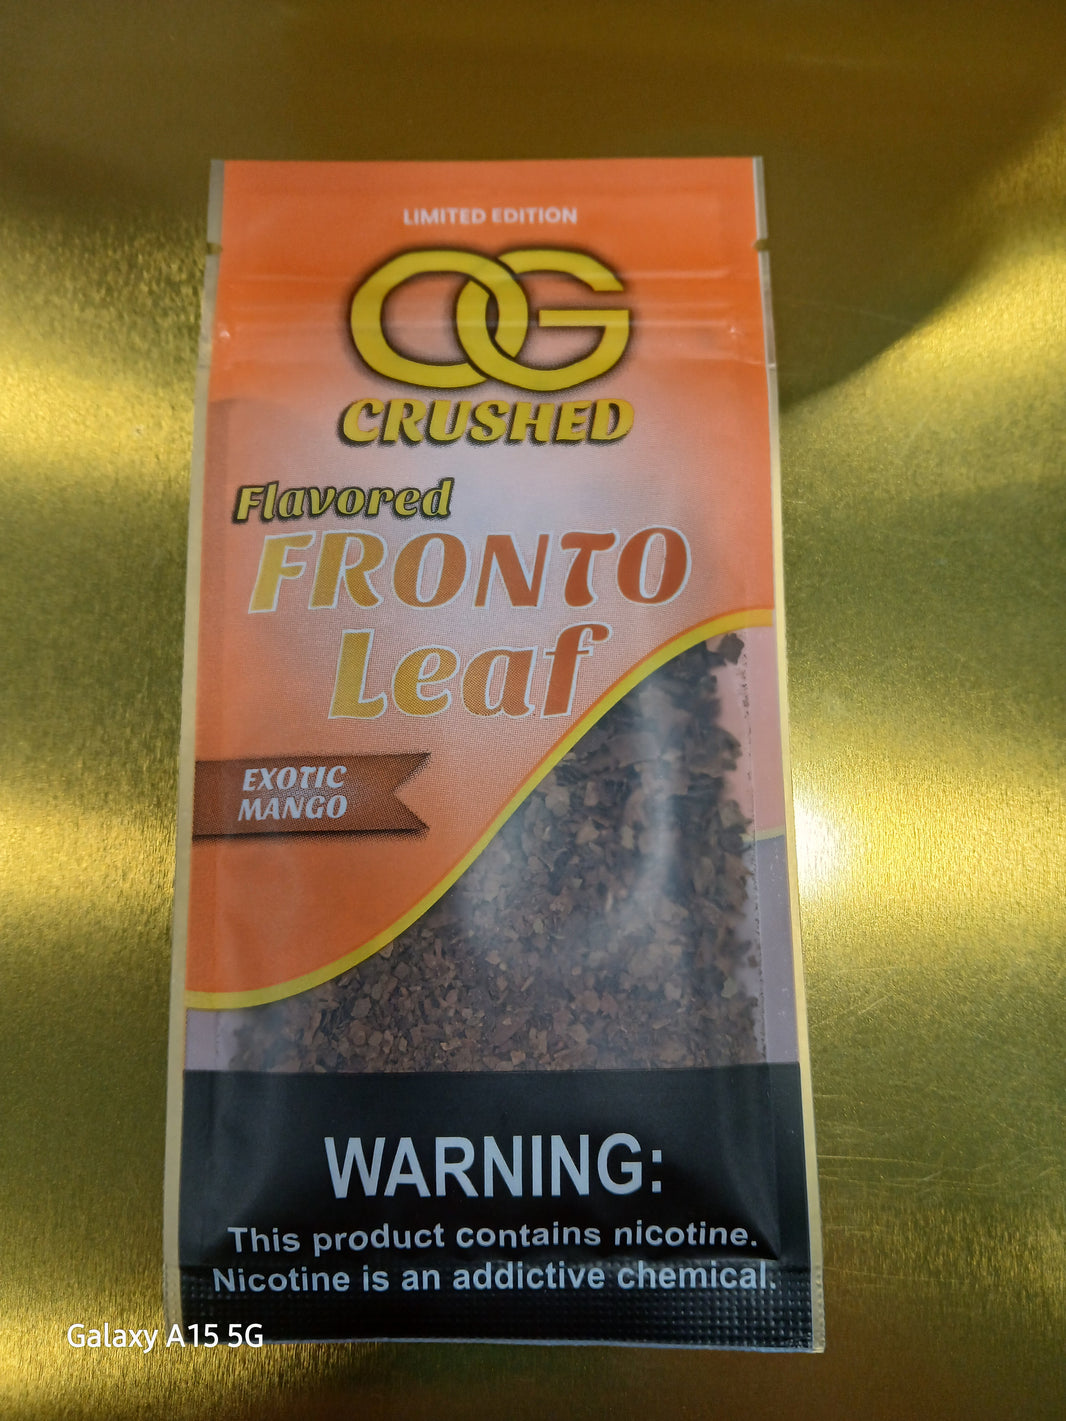 LIMITED EDITION
OG
CRUSHED
Flavored
FRONTO
Leaf
EXOTIC
MANGO
WARNING:
This product contains nicotine.
Nicotine is an addictive chemical.
Galaxy A15 5G